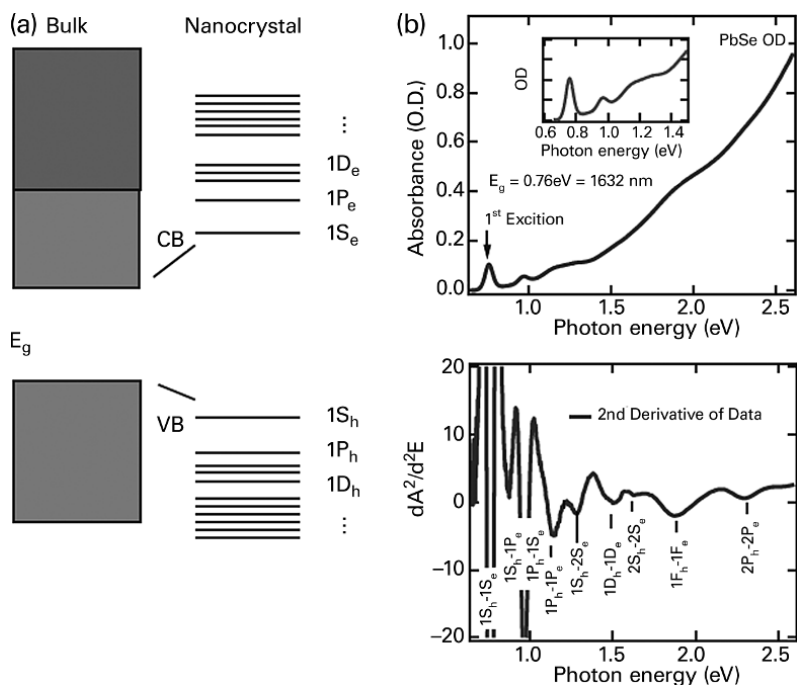 (a) Bulk
Nanocrystal
⋮
1Dₑ
1Pₑ
1Sₑ
CB
E_g
VB
1Sₕ
1Pₕ
1Dₕ
⋮
(b)
PbSe OD
1.0
0.8
0.6
0.4
0.2
0.0
Absorbance (O.D.)
OD
0.6 0.8 1.0 1.2 1.4
Photon energy (eV)
E_g = 0.76eV = 1632 nm
1st Excition
1.0 1.5 2.0 2.5
Photon energy (eV)
20
10
0
−10
−20
dA²/d²E
2nd Derivative of Data
1Sₕ-1Sₑ
1Sₕ-1Pₑ
1Pₕ-1Sₑ
1Pₕ-1Pₑ
1Sₕ-2Sₑ
1Dₕ-1Dₑ
2Sₕ-2Sₑ
1Fₕ-1Fₑ
2Pₕ-2Pₑ
1.0 1.5 2.0 2.5
Photon energy (eV)